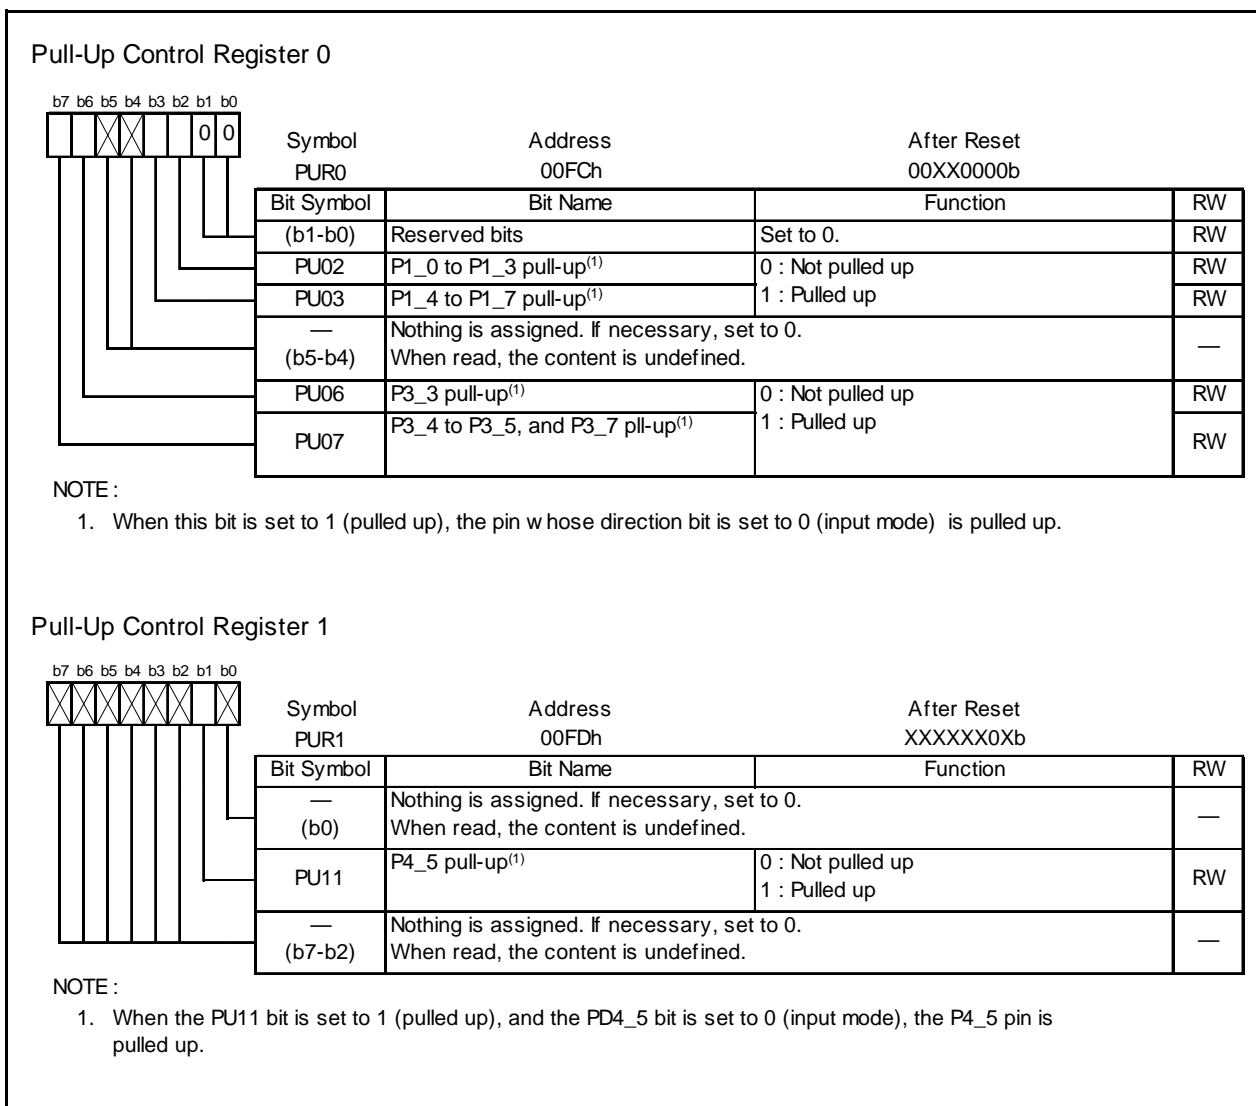 Pull-Up Control Register 0
b7 b6 b5 b4 b3 b2 b1 b0
0 0
Symbol Address After Reset
PUR0 00FCh 00XX0000b
Bit Symbol Bit Name Function RW
(b1-b0) Reserved bits Set to 0. RW
PU02 P1_0 to P1_3 pull-up(1) 0 : Not pulled up RW
PU03 P1_4 to P1_7 pull-up(1) 1 : Pulled up RW
— Nothing is assigned. If necessary, set to 0.
(b5-b4) When read, the content is undefined. —
PU06 P3_3 pull-up(1) 0 : Not pulled up RW
PU07 P3_4 to P3_5, and P3_7 pll-up(1) 1 : Pulled up RW
NOTE :
1. When this bit is set to 1 (pulled up), the pin whose direction bit is set to 0 (input mode) is pulled up.
Pull-Up Control Register 1
b7 b6 b5 b4 b3 b2 b1 b0
Symbol Address After Reset
PUR1 00FDh XXXXXX0Xb
Bit Symbol Bit Name Function RW
— Nothing is assigned. If necessary, set to 0.
(b0) When read, the content is undefined. —
PU11 P4_5 pull-up(1) 0 : Not pulled up RW
1 : Pulled up
— Nothing is assigned. If necessary, set to 0.
(b7-b2) When read, the content is undefined. —
NOTE :
1. When the PU11 bit is set to 1 (pulled up), and the PD4_5 bit is set to 0 (input mode), the P4_5 pin is
pulled up.